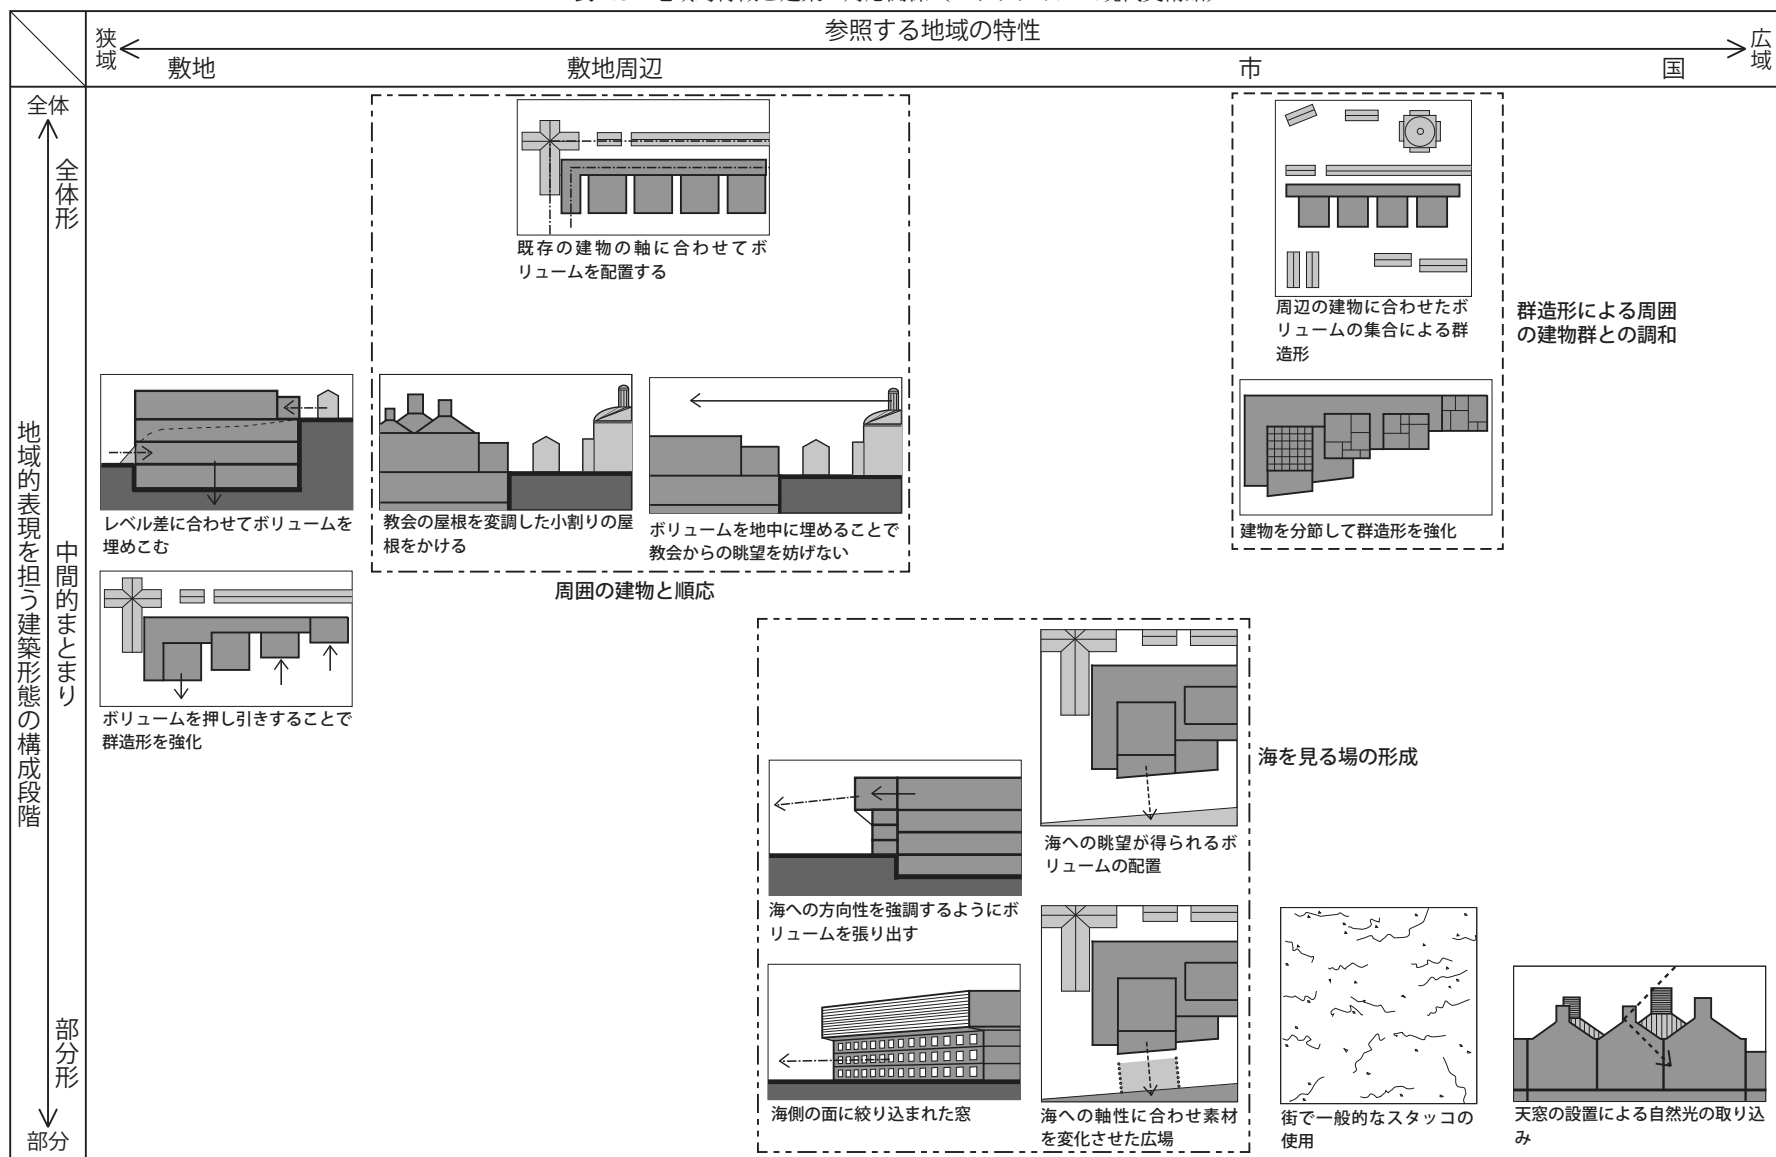 参照する地域の特性
狭域
広域
敷地
敷地周辺
市
国
地域的表現を担う建築形態の構成段階
全体
全体形
中間的まとまり
部分形
部分
既存の建物の軸に合わせてボ
リュームを配置する
周辺の建物に合わせたボ
リュームの集合による群
造形
群造形による周囲
の建物群との調和
レベル差に合わせてボリュームを
埋めこむ
教会の屋根を変調した小割りの屋
根をかける
ボリュームを地中に埋めることで
教会からの眺望を妨げない
建物を分節して群造形を強化
周囲の建物と順応
ボリュームを押し引きすることで
群造形を強化
海を見る場の形成
海への眺望が得られるボ
リュームの配置
海への方向性を強調するようにボ
リュームを張り出す
海側の面に絞り込まれた窓
海への軸性に合わせ素材
を変化させた広場
街で一般的なスタッコの
使用
天窓の設置による自然光の取り込
み